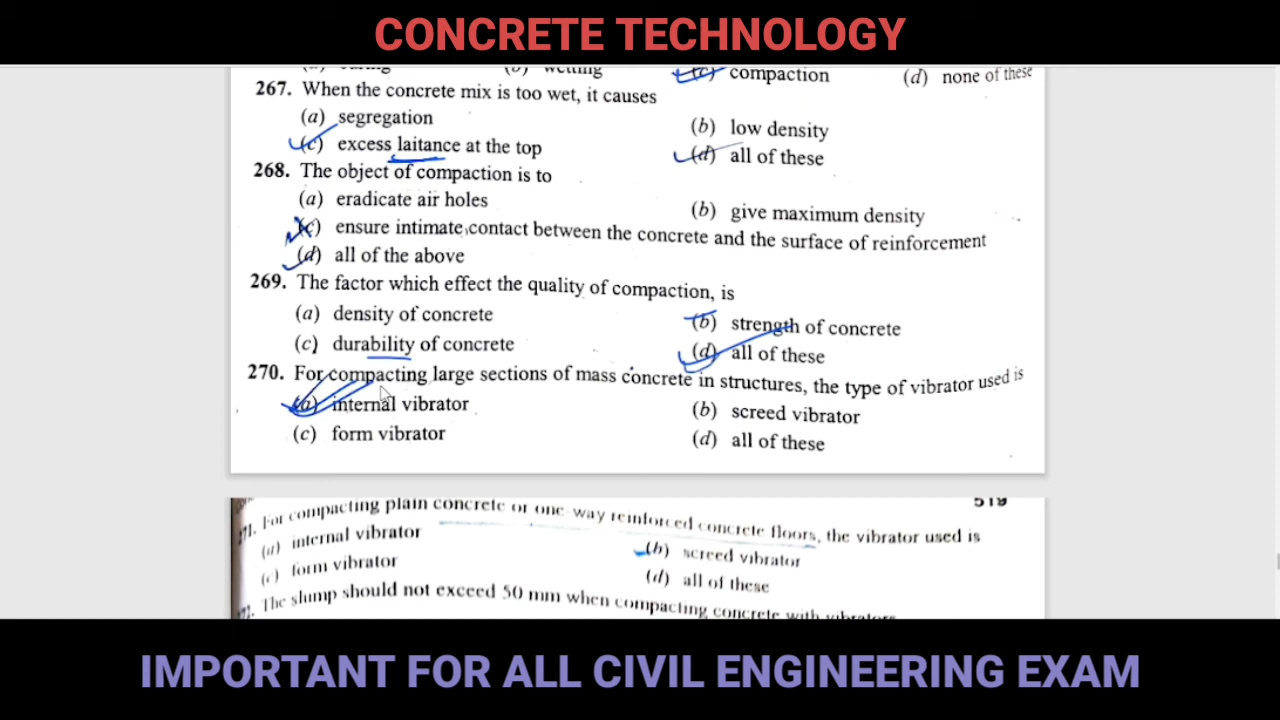 CONCRETE TECHNOLOGY
(a) curing (b) wetting (c) compaction (d) none of these
267. When the concrete mix is too wet, it causes
(a) segregation (b) low density
(c) excess laitance at the top (d) all of these
268. The object of compaction is to
(a) eradicate air holes (b) give maximum density
(c) ensure intimate contact between the concrete and the surface of reinforcement
(d) all of the above
269. The factor which effect the quality of compaction, is
(a) density of concrete (b) strength of concrete
(c) durability of concrete (d) all of these
270. For compacting large sections of mass concrete in structures, the type of vibrator used is
(a) internal vibrator (b) screed vibrator
(c) form vibrator (d) all of these
519
71. For compacting plain concrete or one-way reinforced concrete floors, the vibrator used is
(a) internal vibrator (b) screed vibrator
(c) form vibrator (d) all of these
The slump should not exceed 50 mm when compacting concrete with vibrators
IMPORTANT FOR ALL CIVIL ENGINEERING EXAM